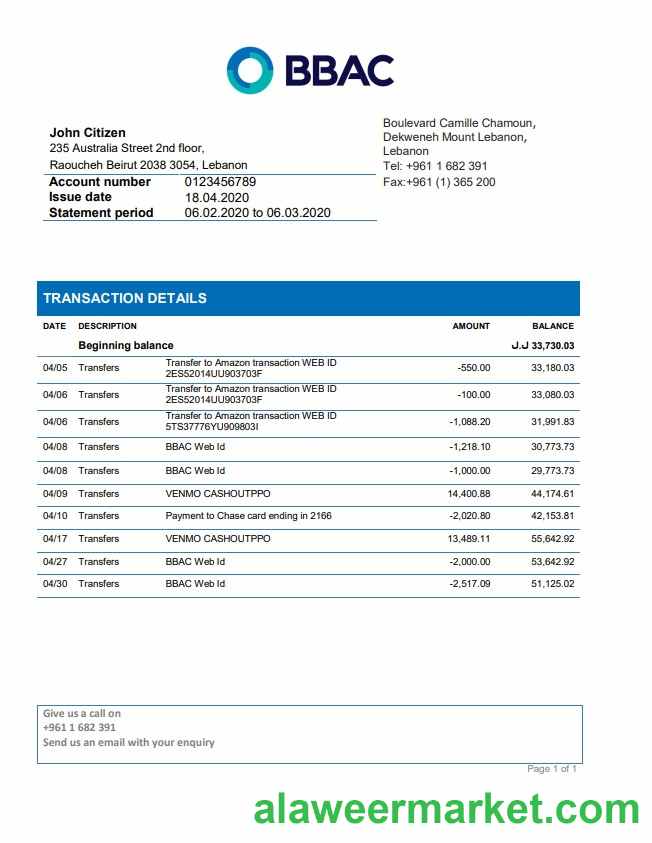 BBAC
John Citizen
235 Australia Street 2nd floor,
Raoucheh Beirut 2038 3054, Lebanon
Account number 0123456789
Issue date 18.04.2020
Statement period 06.02.2020 to 06.03.2020
Boulevard Camille Chamoun,
Dekweneh Mount Lebanon,
Lebanon
Tel: +961 1 682 391
Fax:+961 (1) 365 200
TRANSACTION DETAILS
DATE DESCRIPTION AMOUNT BALANCE
Beginning balance ل.ل 33,730.03
04/05 Transfers Transfer to Amazon transaction WEB ID -550.00 33,180.03
2ES52014UU903703F
04/06 Transfers Transfer to Amazon transaction WEB ID -100.00 33,080.03
2ES52014UU903703F
04/06 Transfers Transfer to Amazon transaction WEB ID -1,088.20 31,991.83
5TS37776YU909803I
04/08 Transfers BBAC Web Id -1,218.10 30,773.73
04/08 Transfers BBAC Web Id -1,000.00 29,773.73
04/09 Transfers VENMO CASHOUTPPO 14,400.88 44,174.61
04/10 Transfers Payment to Chase card ending in 2166 -2,020.80 42,153.81
04/17 Transfers VENMO CASHOUTPPO 13,489.11 55,642.92
04/27 Transfers BBAC Web Id -2,000.00 53,642.92
04/30 Transfers BBAC Web Id -2,517.09 51,125.02
Give us a call on
+961 1 682 391
Send us an email with your enquiry
Page 1 of 1
alaweermarket.com